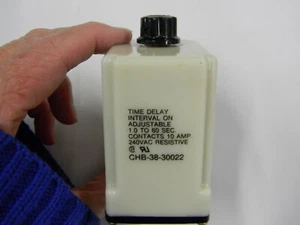 TIME DELAY
INTERVAL ON
ADJUSTABLE
1.0 TO 60 SEC
CONTACTS 10 AMP
240VAC RESISTIVE
CHB-38-30022